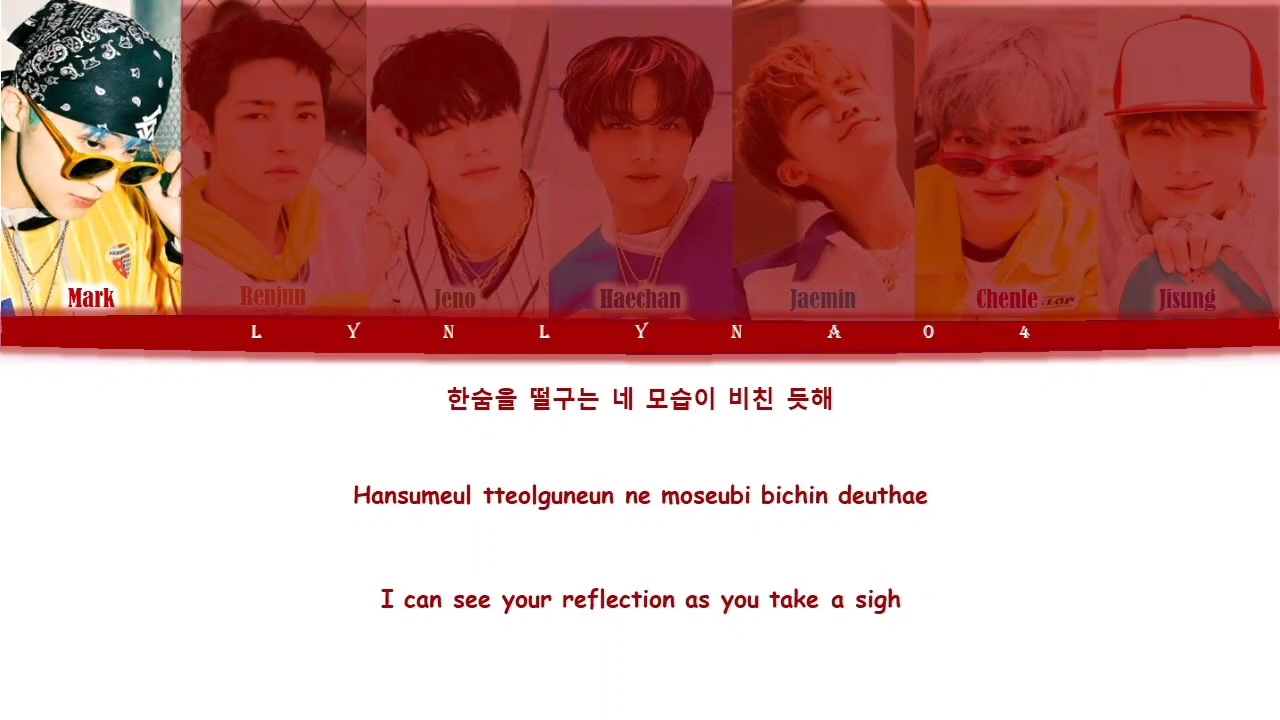 Mark Renjun Jeno Haechan Jaemin Chenle Jisung
L Y N L Y N A 0 4
한숨을 떨구는 네 모습이 비친 듯해
Hansumeul tteolguneun ne moseubi bichin deuthae
I can see your reflection as you take a sigh